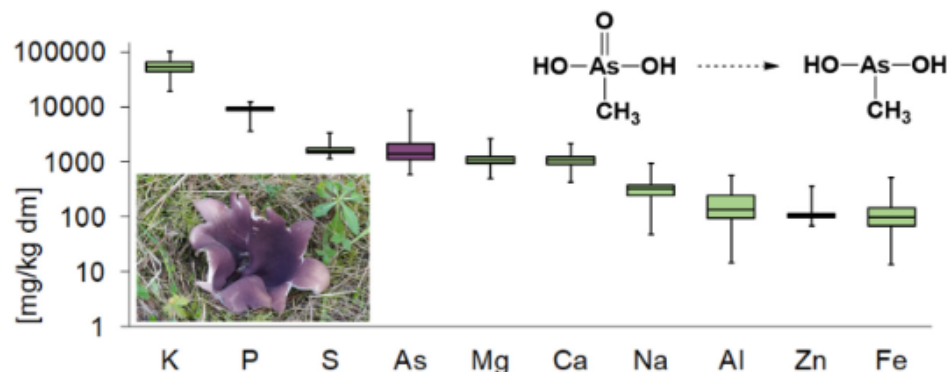 100000
10000
1000
100
10
1
[mg/kg dm]
K P S As Mg Ca Na Al Zn Fe
O
HO As OH
CH3
HO As OH
CH3